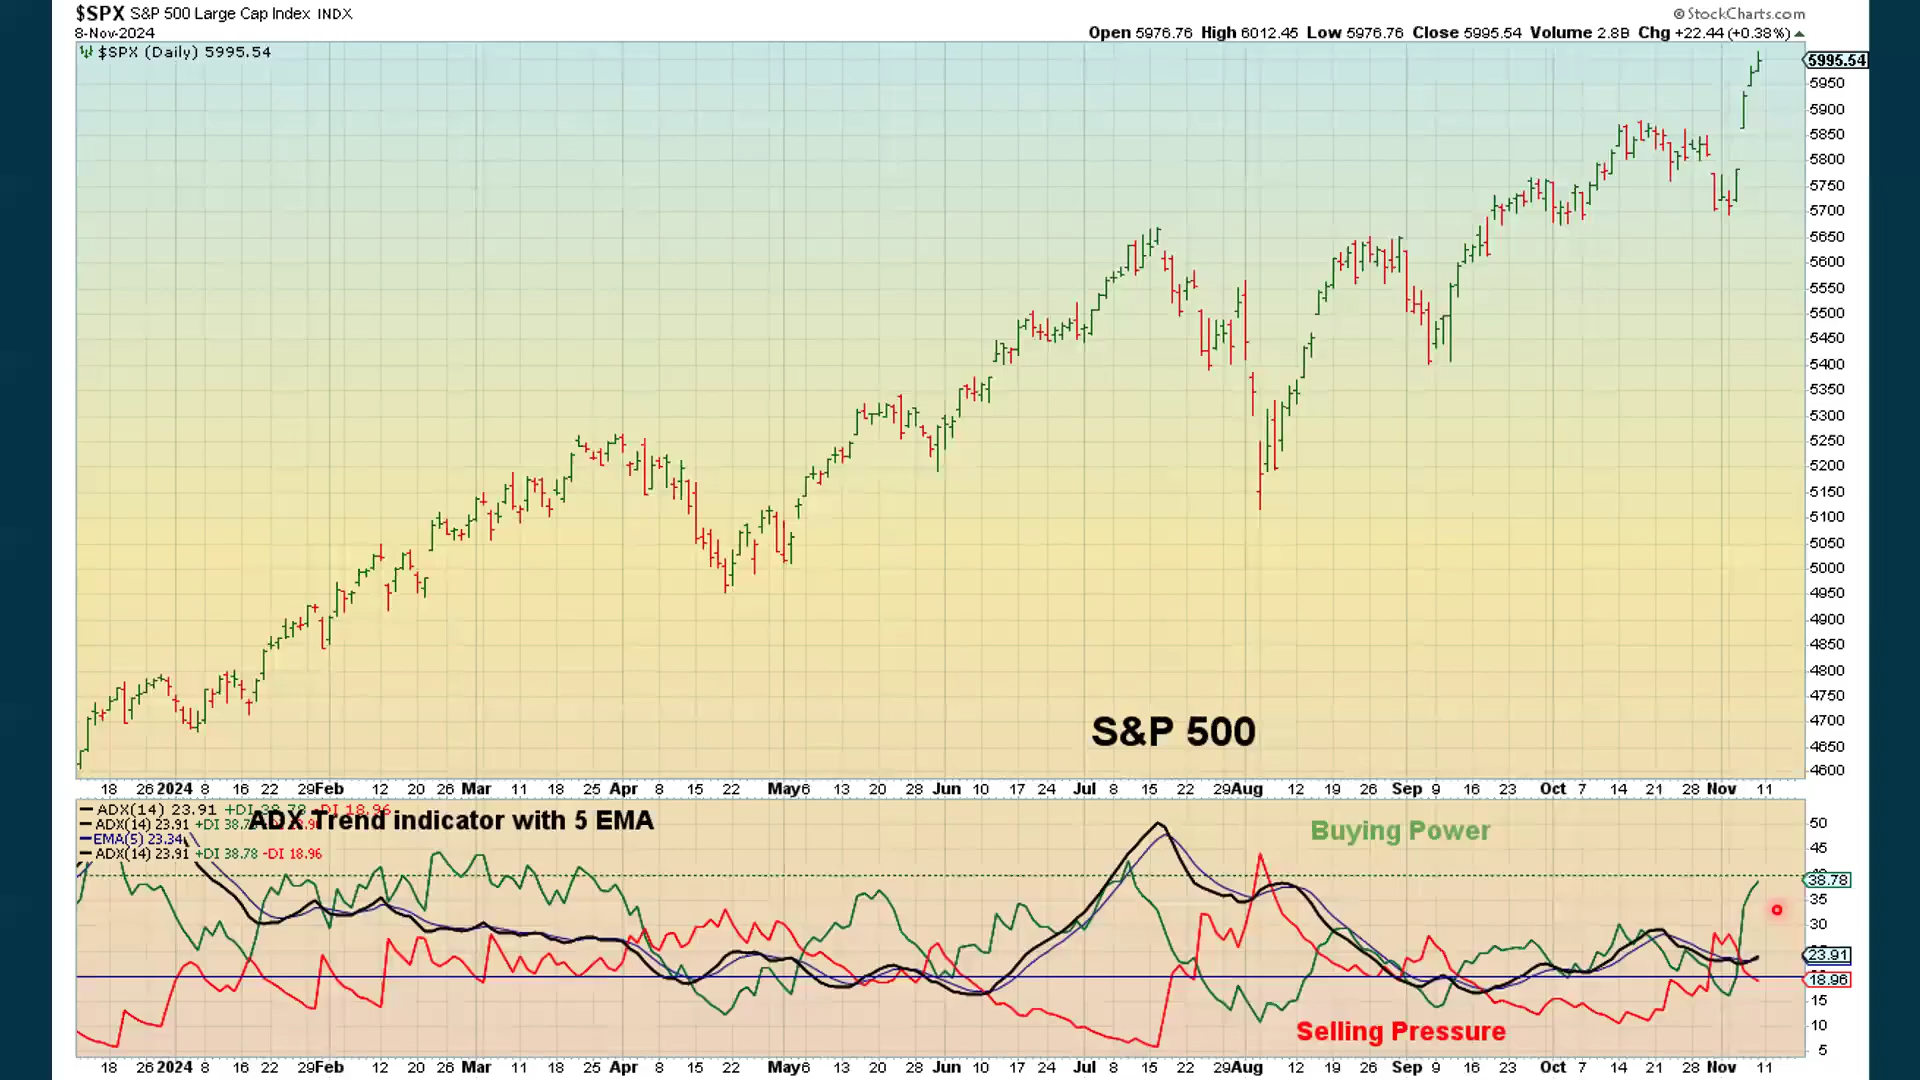 $SPX S&P 500 Large Cap Index INDX
© StockCharts.com
8-Nov-2024
Open 5976.76 High 6012.45 Low 5976.76 Close 5995.54 Volume 2.8B Chg +22.44 (+0.38%)
$SPX (Daily) 5995.54
5995.54
5950
5900
5850
5800
5750
5700
5650
5600
5550
5500
5450
5400
5350
5300
5250
5200
5150
5100
5050
5000
4950
4900
4850
4800
4750
4700
4650
4600
S&P 500
18 26 2024 8 16 22 29 Feb 12 20 26 Mar 11 18 25 Apr 8 15 22 May 6 13 20 28 Jun 10 17 24 Jul 8 15 22 29 Aug 12 19 26 Sep 9 16 23 Oct 7 14 21 28 Nov 11
ADX(14) 23.91 +DI 38.78 -DI 18.96
ADX Trend indicator with 5 EMA
ADX(14) 23.91 +DI 38.78 -DI 18.96
EMA(5) 23.34
ADX(14) 23.91 +DI 38.78 -DI 18.96
Buying Power
Selling Pressure
50
45
38.78
35
30
23.91
18.96
15
10
5
18 26 2024 8 16 22 29 Feb 12 20 26 Mar 11 18 25 Apr 8 15 22 May 6 13 20 28 Jun 10 17 24 Jul 8 15 22 29 Aug 12 19 26 Sep 9 16 23 Oct 7 14 21 28 Nov 11